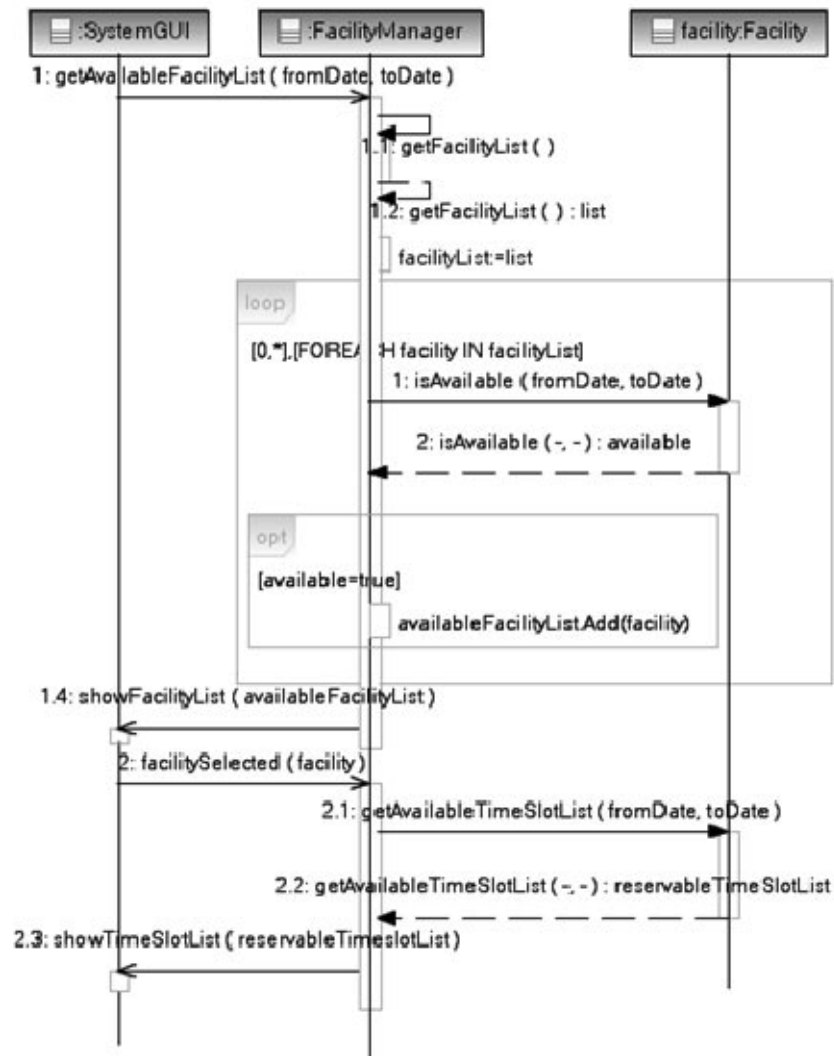 :SystemGUI
:FacilityManager
facility:Facility
1: getAvailableFacilityList ( fromDate, toDate )
1.1: getFacilityList ( )
1.2: getFacilityList ( ) : list
facilityList:=list
loop
[0,*],[FOREACH facility IN facilityList]
1: isAvailable ( fromDate, toDate )
2: isAvailable ( -, - ) : available
opt
[available=true]
availableFacilityList.Add(facility)
1.4: showFacilityList ( availableFacilityList )
2: facilitySelected ( facility )
2.1: getAvailableTimeSlotList ( fromDate, toDate )
2.2: getAvailableTimeSlotList ( -, - ) : reservableTimeSlotList
2.3: showTimeSlotList ( reservableTimeslotList )